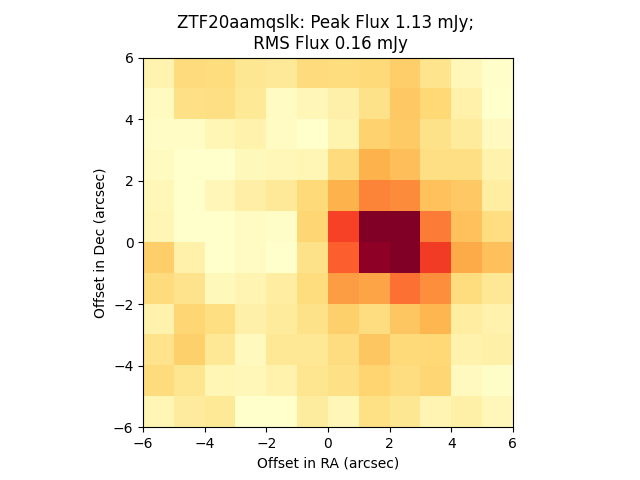 ZTF20aamqslk: Peak Flux 1.13 mJy;
RMS Flux 0.16 mJy
6
4
2
0
−2
−4
−6
Offset in Dec (arcsec)
−6 −4 −2 0 2 4 6
Offset in RA (arcsec)